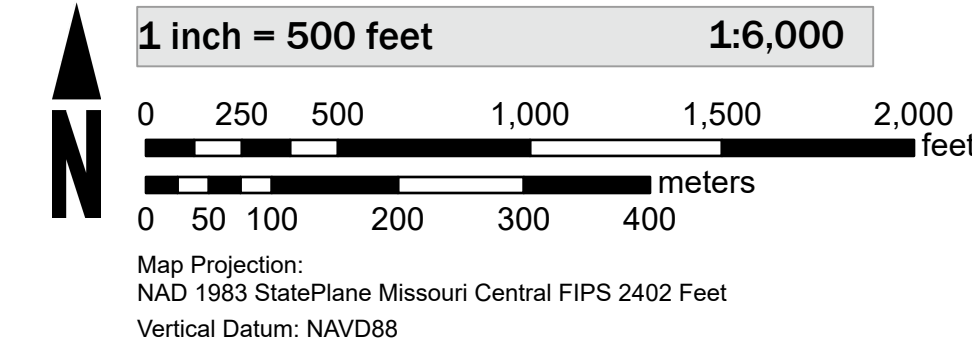 1 inch = 500 feet 1:6,000
0 250 500 1,000 1,500 2,000
feet
meters
0 50 100 200 300 400
N
Map Projection:
NAD 1983 StatePlane Missouri Central FIPS 2402 Feet
Vertical Datum: NAVD88